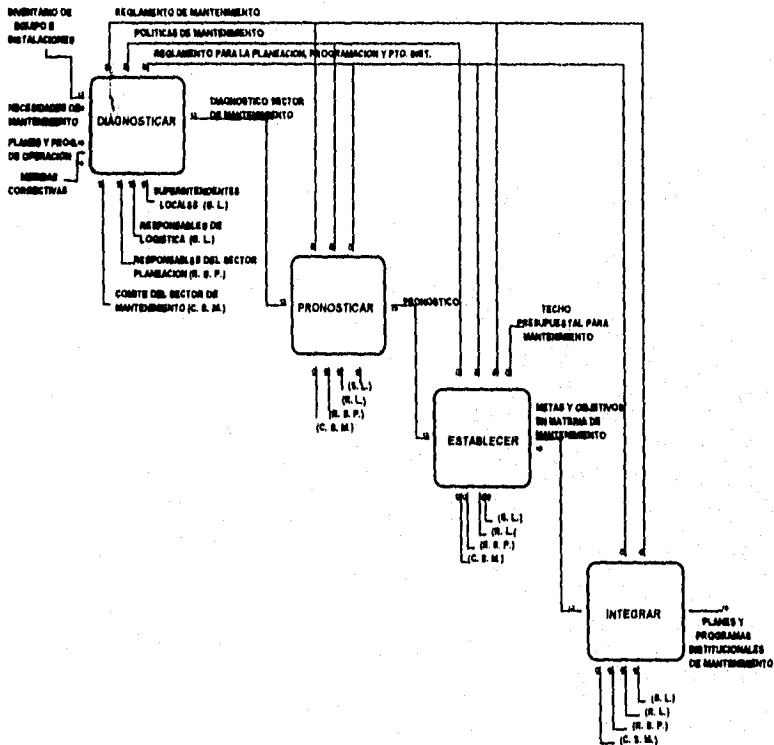 INVENTARIO DE
EQUIPO E
INSTALACIONES
REGLAMENTO DE MANTENIMIENTO
POLITICAS DE MANTENIMIENTO
REGLAMENTO PARA LA PLANEACION, PROGRAMACION Y PTO. INST.
NECESIDADES DE
MANTENIMIENTO
DIAGNOSTICAR
DIAGNOSTICO SECTOR
DE MANTENIMIENTO
PLANES Y PROG.
DE OPERACIÓN
MEDIDAS
CORRECTIVAS
SUPERINTENDENTES
LOCALES (S. L.)
RESPONSABLES DE
LOGISTICA (R. L.)
RESPONSABLES DEL SECTOR
PLANEACION (R. S. P.)
COMITE DEL SECTOR DE
MANTENIMIENTO (C. S. M.)
PRONOSTICAR
PRONOSTICO
TECHO
PRESUPUESTAL PARA
MANTENIMIENTO
(S. L.)
(R. L.)
(R. S. P.)
(C. S. M.)
METAS Y OBJETIVOS
EN MATERIA DE
MANTENIMIENTO
ESTABLECER
(S. L.)
(R. L.(
(R. S. P.)
(C. S. M.)
INTEGRAR
PLANES Y
PROGRAMAS
INSTITUCIONALES
DE MANTENIMIENTO
(S. L.)
(R. L.)
(R. S. P.)
(C. S. M.)